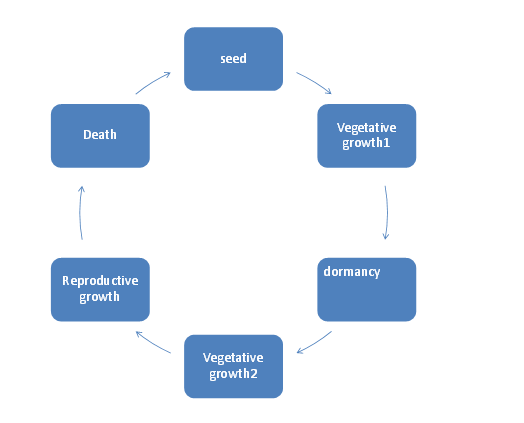 seed
Vegetative
growth1
dormancy
Vegetative
growth2
Reproductive
growth
Death